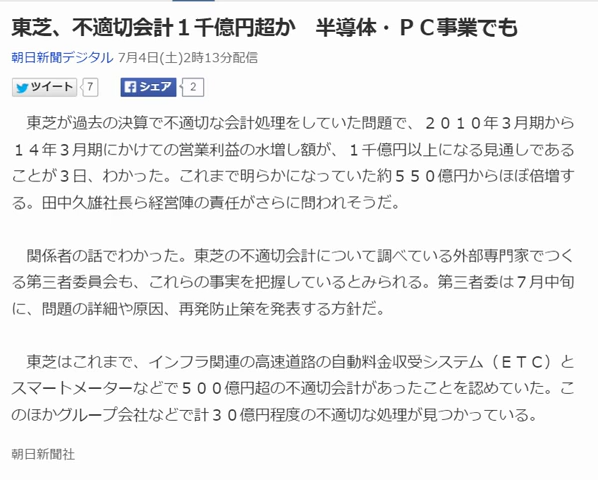 東芝、不適切会計１千億円超か　半導体・ＰＣ事業でも
朝日新聞デジタル 7月4日(土)2時13分配信
ツイート 7 シェア 2
　東芝が過去の決算で不適切な会計処理をしていた問題で、２０１０年３月期から
１４年３月期にかけての営業利益の水増し額が、１千億円以上になる見通しである
ことが３日、わかった。これまで明らかになっていた約５５０億円からほぼ倍増す
る。田中久雄社長ら経営陣の責任がさらに問われそうだ。
　関係者の話でわかった。東芝の不適切会計について調べている外部専門家でつく
る第三者委員会も、これらの事実を把握しているとみられる。第三者委は７月中旬
に、問題の詳細や原因、再発防止策を発表する方針だ。
　東芝はこれまで、インフラ関連の高速道路の自動料金収受システム（ＥＴＣ）と
スマートメーターなどで５００億円超の不適切会計があったことを認めていた。こ
のほかグループ会社などで計３０億円程度の不適切な処理が見つかっている。
朝日新聞社